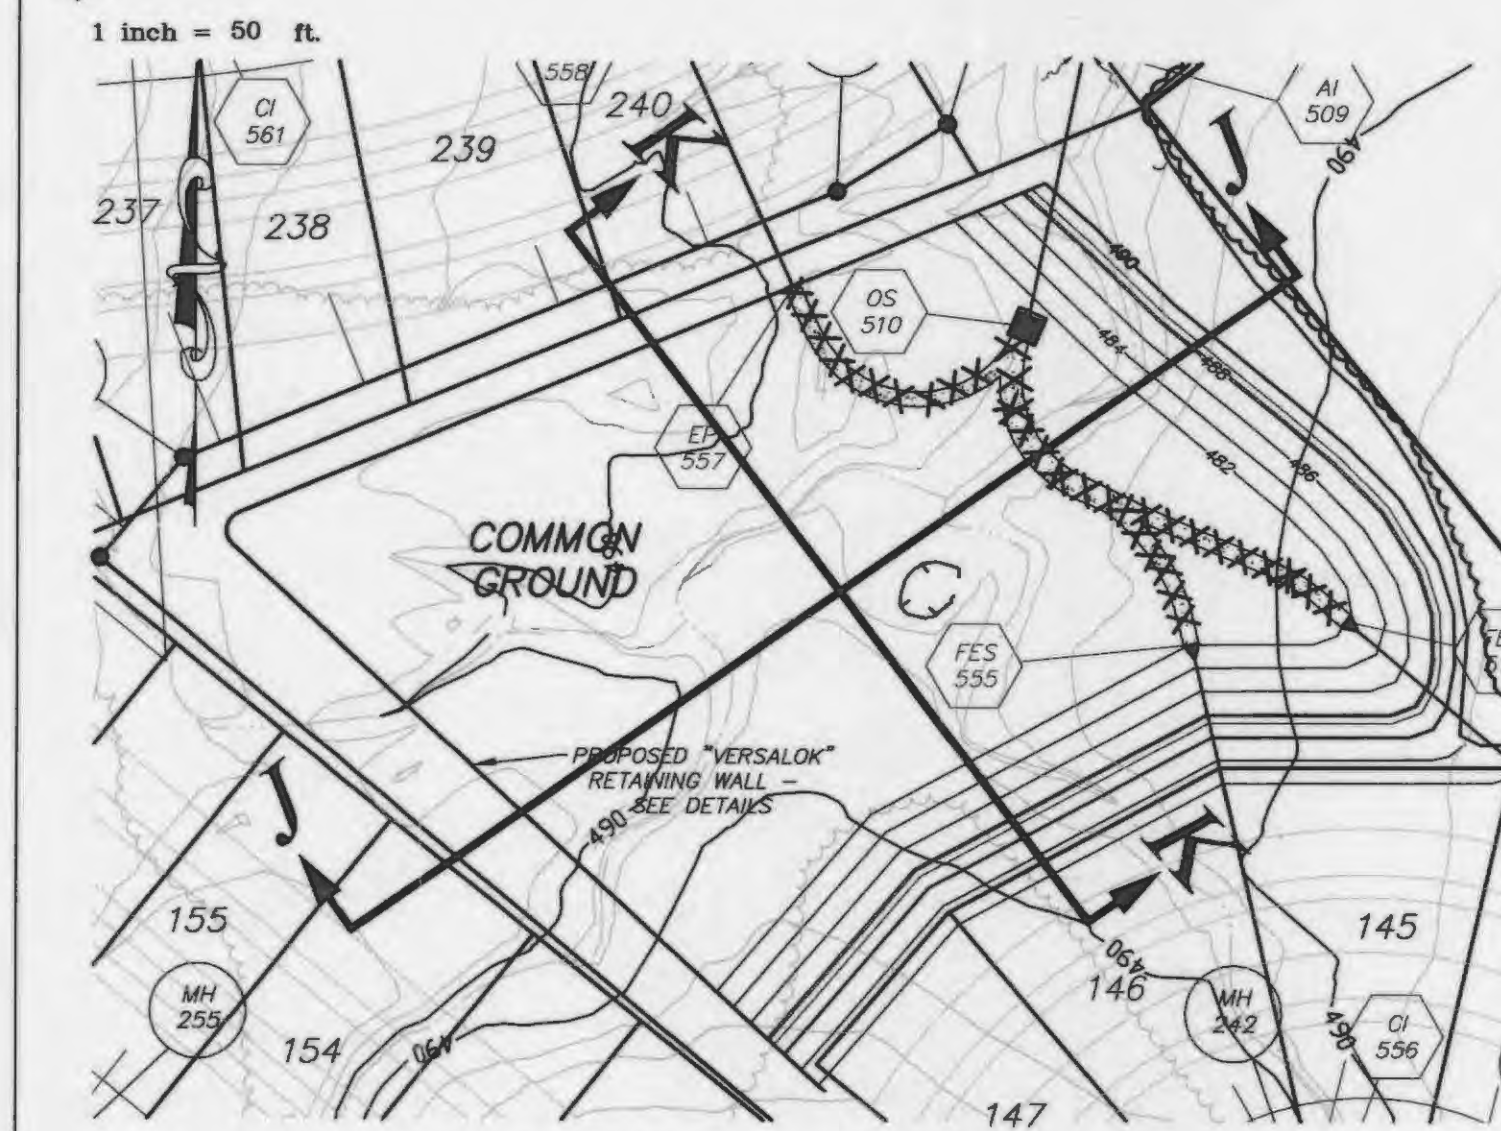 1 inch = 50 ft.
558
CI
561
240
AI
509
239
K
J
490
237
238
490
OS
510
484
488
EP
557
482
486
COMMON
GROUND
FES
555
PROPOSED "VERSALOK"
RETAINING WALL –
SEE DETAILS
J
490
K
155
145
490
146
MH
255
MH
242
490
CI
556
154
490
147